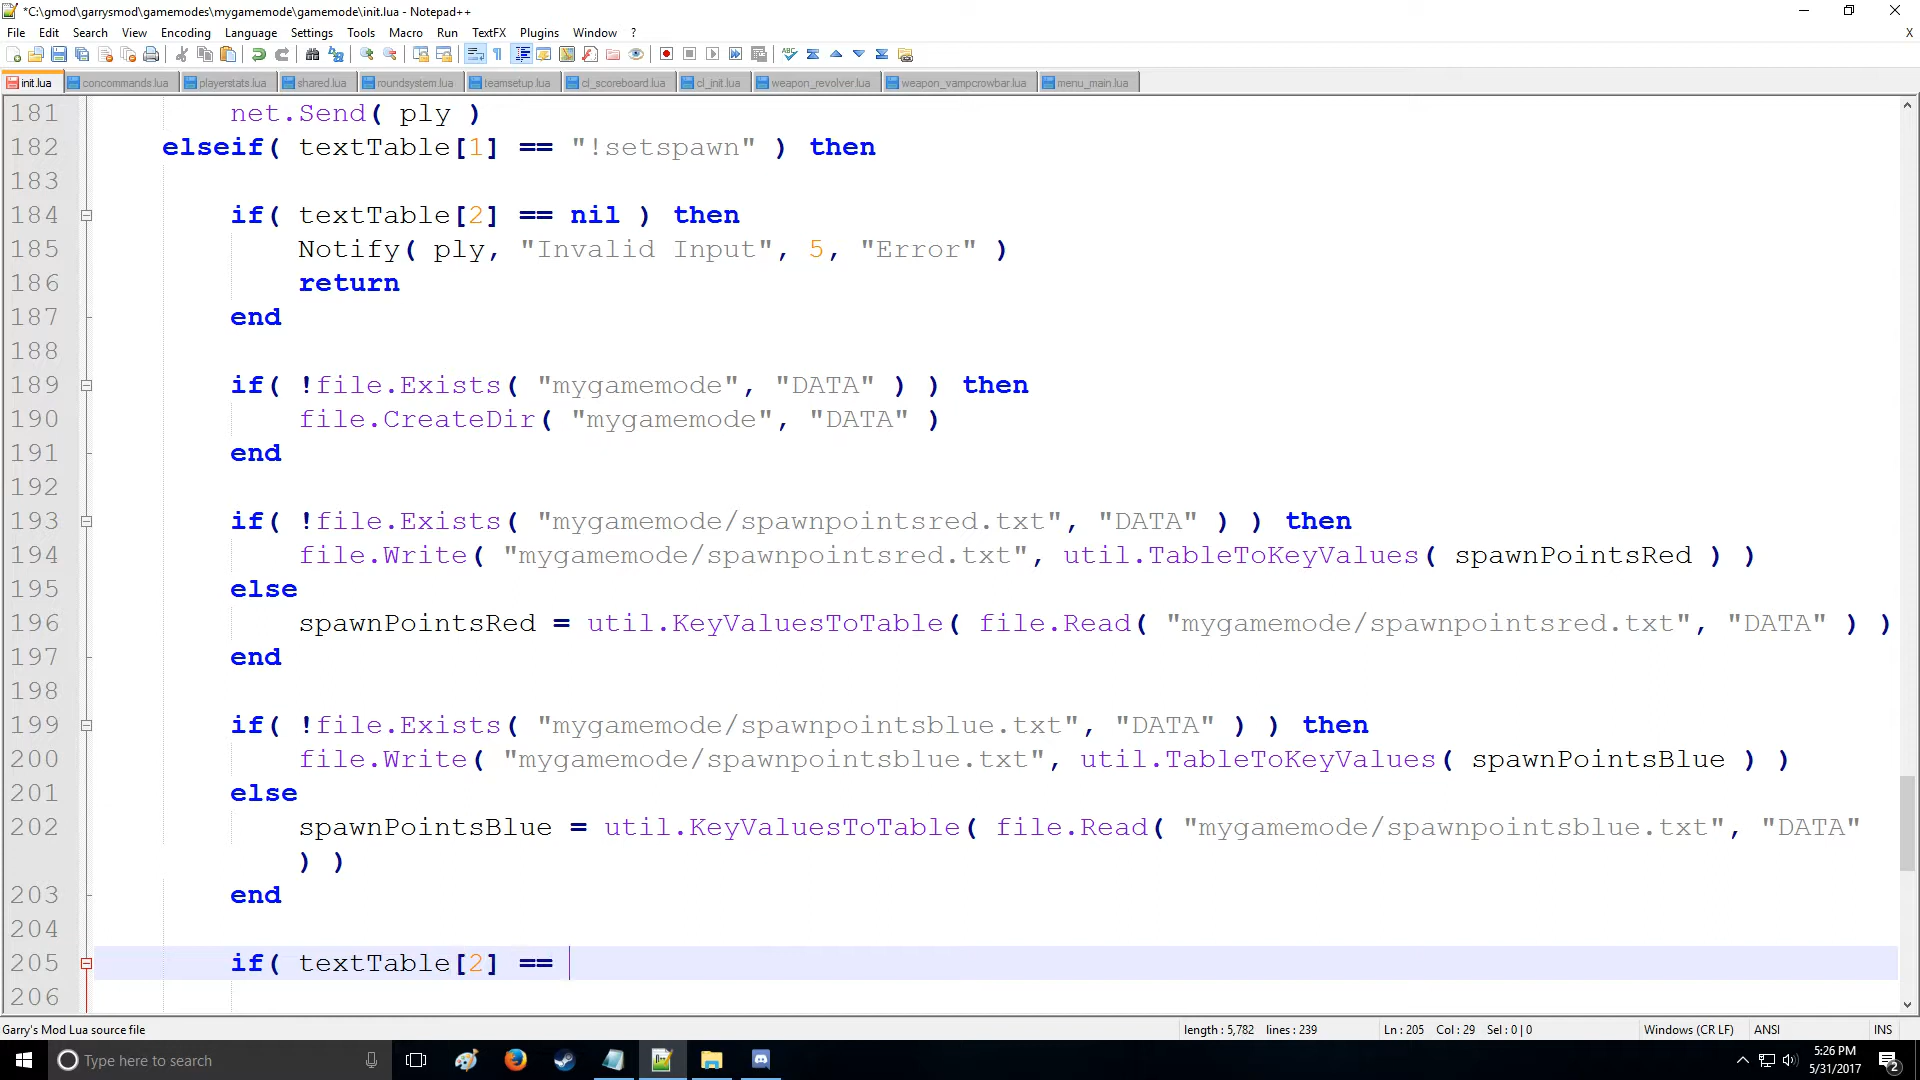 *C:\gmod\garrysmod\gamemodes\mygamemode\gamemode\init.lua - Notepad++
File Edit Search View Encoding Language Settings Tools Macro Run TextFX Plugins Window ? X
init.lua concommands.lua playerstats.lua shared.lua roundsystem.lua teamsetup.lua cl_scoreboard.lua cl_init.lua weapon_revolver.lua weapon_vampcrowbar.lua menu_main.lua
181 net.Send( ply )
182 elseif( textTable[1] == "!setspawn" ) then
183
184 if( textTable[2] == nil ) then
185 Notify( ply, "Invalid Input", 5, "Error" )
186 return
187 end
188
189 if( !file.Exists( "mygamemode", "DATA" ) ) then
190 file.CreateDir( "mygamemode", "DATA" )
191 end
192
193 if( !file.Exists( "mygamemode/spawnpointsred.txt", "DATA" ) ) then
194 file.Write( "mygamemode/spawnpointsred.txt", util.TableToKeyValues( spawnPointsRed ) )
195 else
196 spawnPointsRed = util.KeyValuesToTable( file.Read( "mygamemode/spawnpointsred.txt", "DATA" ) )
197 end
198
199 if( !file.Exists( "mygamemode/spawnpointsblue.txt", "DATA" ) ) then
200 file.Write( "mygamemode/spawnpointsblue.txt", util.TableToKeyValues( spawnPointsBlue ) )
201 else
202 spawnPointsBlue = util.KeyValuesToTable( file.Read( "mygamemode/spawnpointsblue.txt", "DATA"
) )
203 end
204
205 if( textTable[2] ==
206
Garry's Mod Lua source file length : 5,782 lines : 239 Ln : 205 Col : 29 Sel : 0 | 0 Windows (CR LF) ANSI INS
Type here to search
5:26 PM
5/31/2017
2